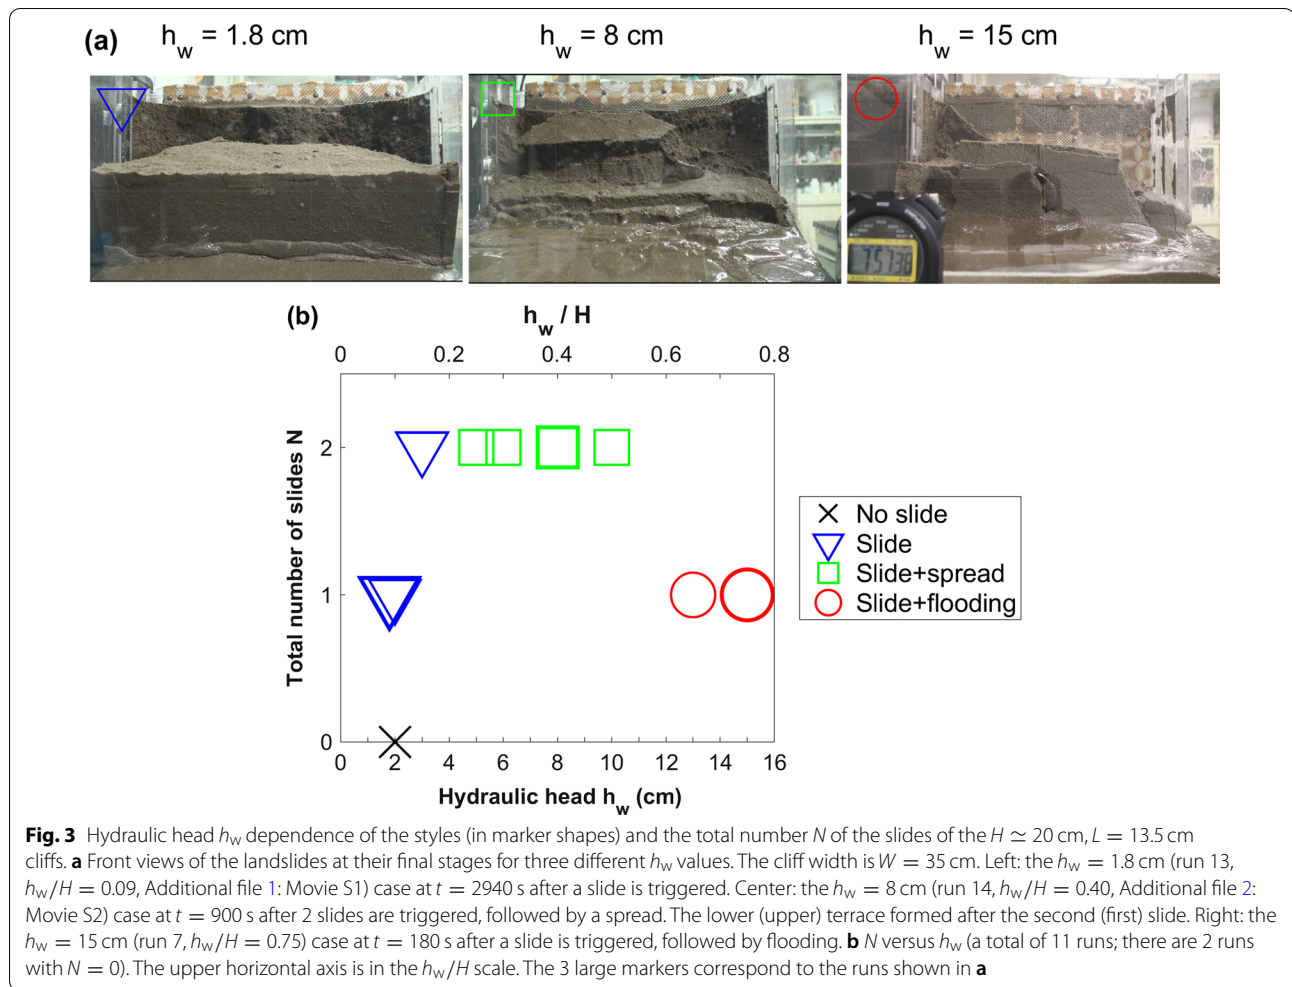 (a) h_w = 1.8 cm h_w = 8 cm h_w = 15 cm
75738
(b) h_w / H
0 0.2 0.4 0.6 0.8
Total number of slides N
2
1
0
0 2 4 6 8 10 12 14 16
Hydraulic head h_w (cm)
No slide
Slide
Slide+spread
Slide+flooding
Fig. 3 Hydraulic head h_w dependence of the styles (in marker shapes) and the total number N of the slides of the H ≃ 20 cm, L = 13.5 cm
cliffs. a Front views of the landslides at their final stages for three different h_w values. The cliff width is W = 35 cm. Left: the h_w = 1.8 cm (run 13,
h_w/H = 0.09, Additional file 1: Movie S1) case at t = 2940 s after a slide is triggered. Center: the h_w = 8 cm (run 14, h_w/H = 0.40, Additional file 2:
Movie S2) case at t = 900 s after 2 slides are triggered, followed by a spread. The lower (upper) terrace formed after the second (first) slide. Right: the
h_w = 15 cm (run 7, h_w/H = 0.75) case at t = 180 s after a slide is triggered, followed by flooding. b N versus h_w (a total of 11 runs; there are 2 runs
with N = 0). The upper horizontal axis is in the h_w/H scale. The 3 large markers correspond to the runs shown in a